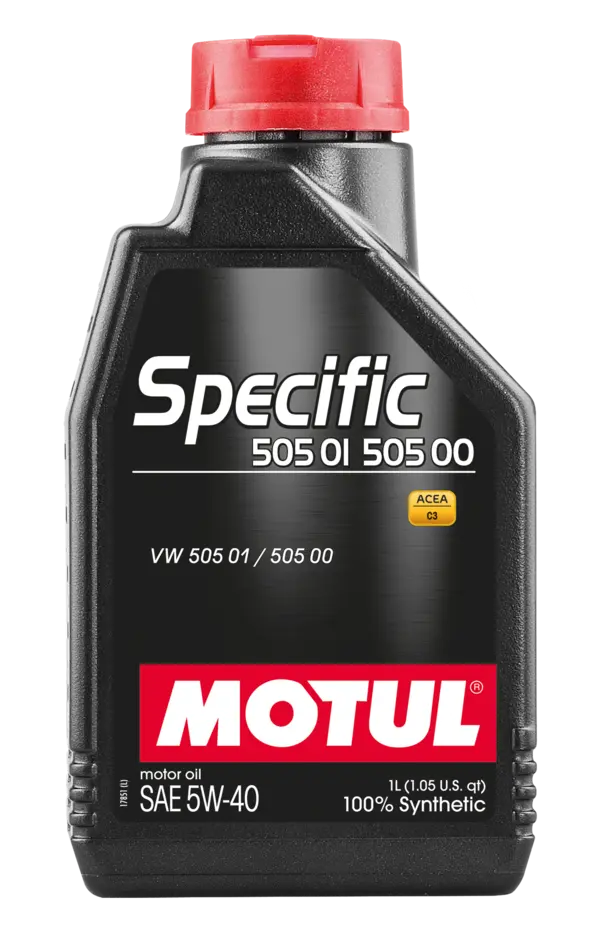 Specific
505 01 505 00
ACEA
C3
VW 505 01 / 505 00
MOTUL®
motor oil
SAE 5W-40
1L (1.05 U.S. qt)
100% Synthetic
17851 (L)